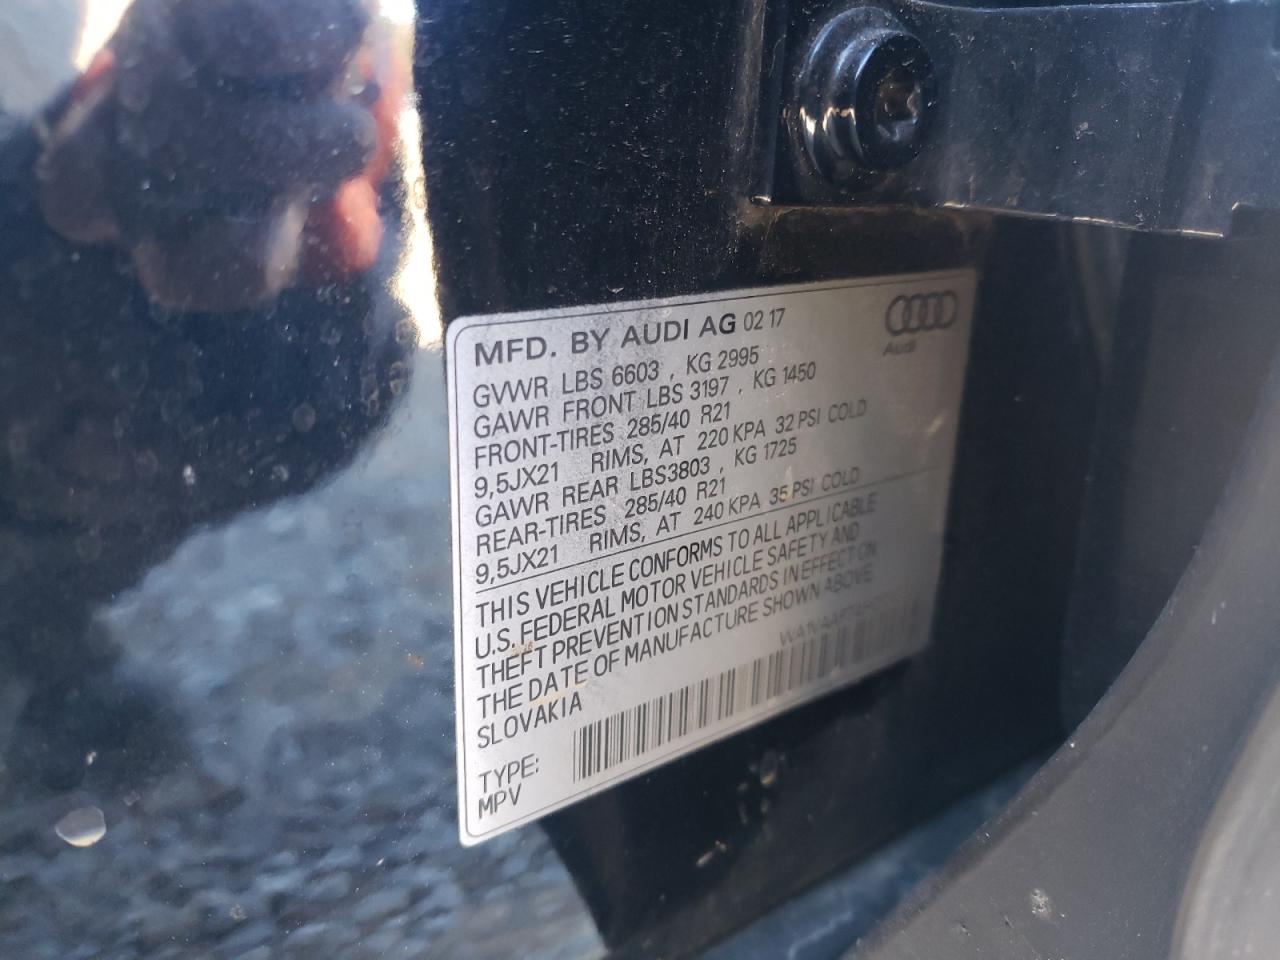 MFD. BY AUDI AG 02 17
Audi
GVWR LBS 6603 , KG 2995
GAWR FRONT LBS 3197 , KG 1450
FRONT-TIRES 285/40 R21
9,5JX21 RIMS, AT 220 KPA 32 PSI COLD
GAWR REAR LBS3803 , KG 1725
REAR-TIRES 285/40 R21
9,5JX21 RIMS, AT 240 KPA 35 PSI COLD
THIS VEHICLE CONFORMS TO ALL APPLICABLE
U.S. FEDERAL MOTOR VEHICLE SAFETY AND
THEFT PREVENTION STANDARDS IN EFFECT ON
THE DATE OF MANUFACTURE SHOWN ABOVE
SLOVAKIA
TYPE:
MPV